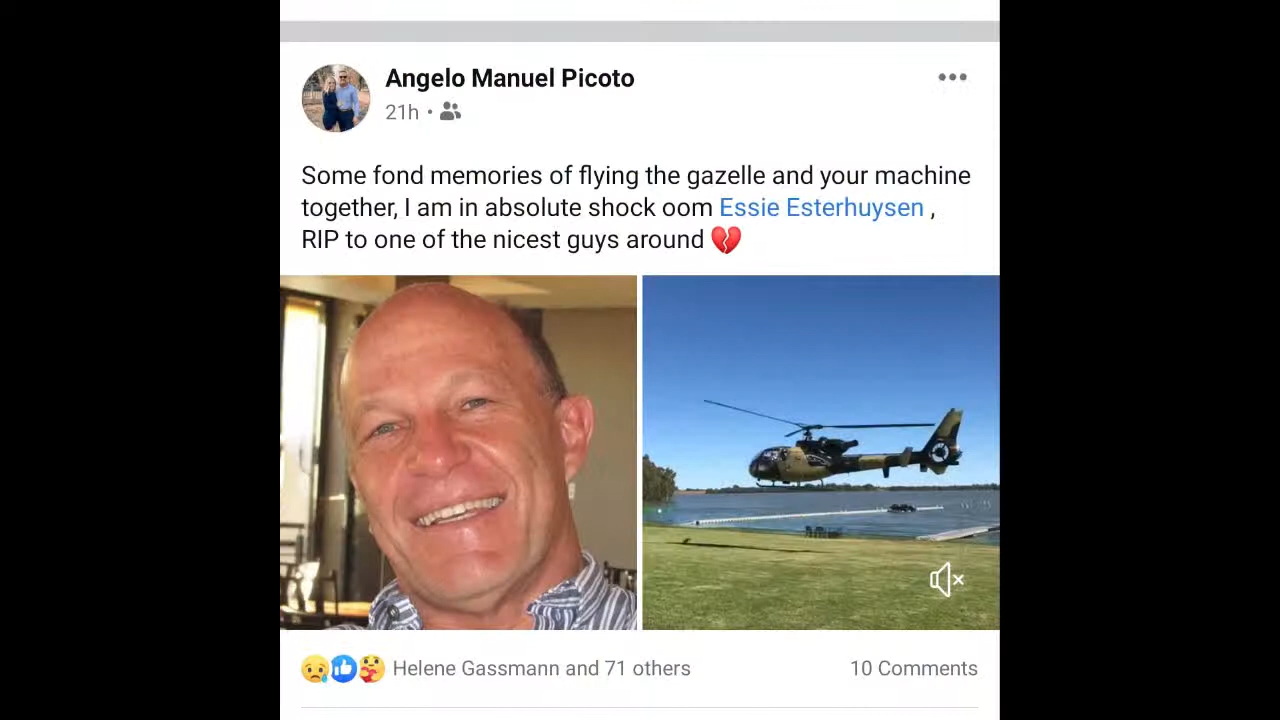 Angelo Manuel Picoto
21h •
Some fond memories of flying the gazelle and your machine
together, I am in absolute shock oom Essie Esterhuysen ,
RIP to one of the nicest guys around 💔
Helene Gassmann and 71 others
10 Comments